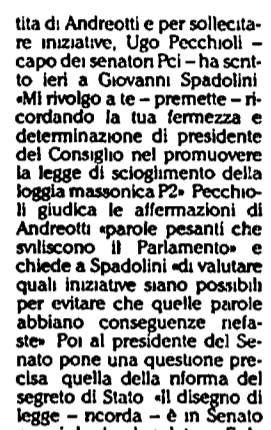 tita di Andreotti e per sollecita-
re iniziative, Ugo Pecchioli –
capo dei senatori Pci – ha scrit-
to ieri a Giovanni Spadolini
«Mi rivolgo a te – premette – ri-
cordando la tua fermezza e
determinazione di presidente
del Consiglio nel promuovere
la legge di scioglimento della
loggia massonica P2» Pecchio-
li giudica le affermazioni di
Andreotti «parole pesanti che
sviliscono il Parlamento» e
chiede a Spadolini «di valutare
quali iniziative siano possibili
per evitare che quelle parole
abbiano conseguenze nefa-
ste» Poi al presidente del Se-
nato pone una questione pre-
cisa quella della riforma del
segreto di Stato «il disegno di
legge – ricorda – è in Senato